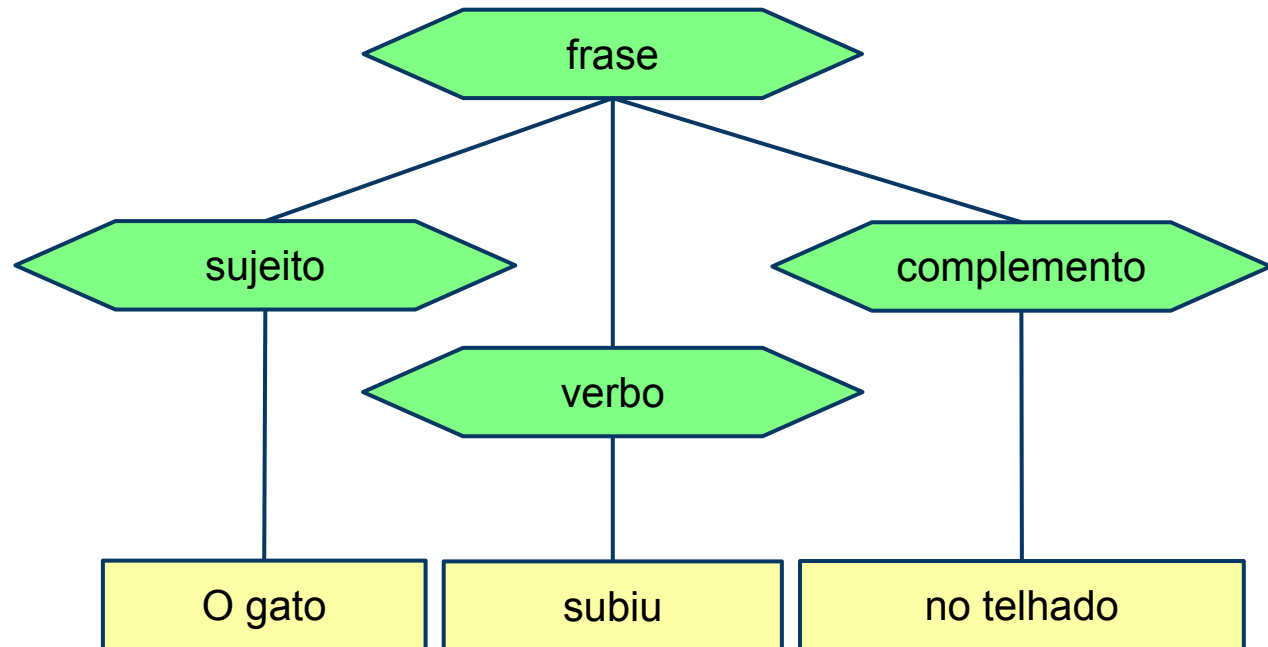 frase
sujeito
complemento
verbo
O gato
subiu
no telhado